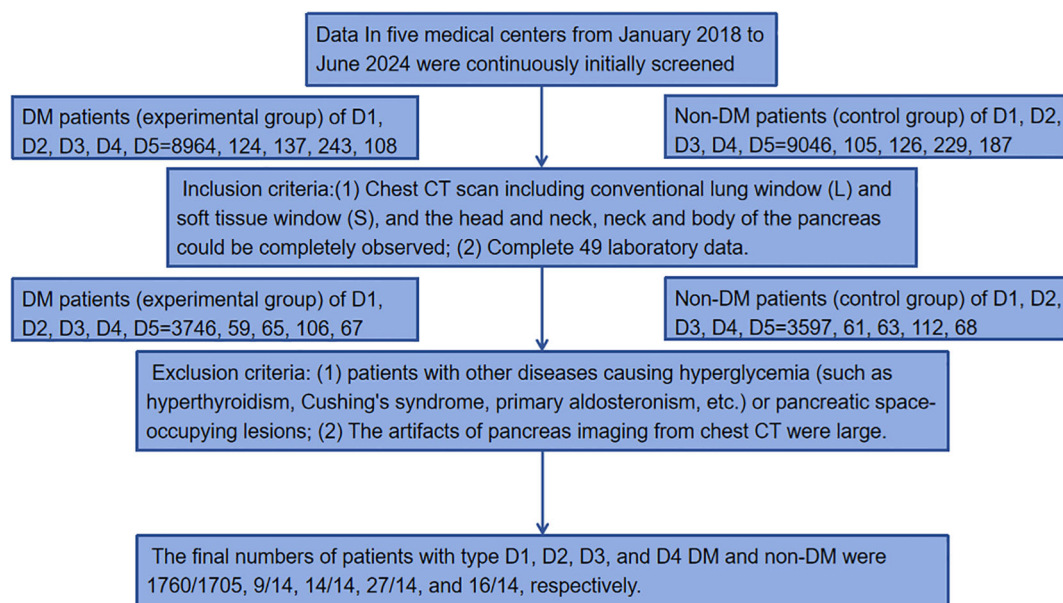 Data In five medical centers from January 2018 to
June 2024 were continuously initially screened
DM patients (experimental group) of D1,
D2, D3, D4, D5=8964, 124, 137, 243, 108
Non-DM patients (control group) of D1, D2,
D3, D4, D5=9046, 105, 126, 229, 187
Inclusion criteria:(1) Chest CT scan including conventional lung window (L) and
soft tissue window (S), and the head and neck, neck and body of the pancreas
could be completely observed; (2) Complete 49 laboratory data.
DM patients (experimental group) of D1,
D2, D3, D4, D5=3746, 59, 65, 106, 67
Non-DM patients (control group) of D1, D2,
D3, D4, D5=3597, 61, 63, 112, 68
Exclusion criteria: (1) patients with other diseases causing hyperglycemia (such as
hyperthyroidism, Cushing's syndrome, primary aldosteronism, etc.) or pancreatic space-
occupying lesions; (2) The artifacts of pancreas imaging from chest CT were large.
The final numbers of patients with type D1, D2, D3, and D4 DM and non-DM were
1760/1705, 9/14, 14/14, 27/14, and 16/14, respectively.